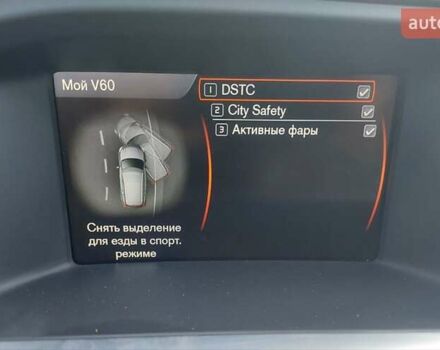 auto
Мой V60
1 DSTC
2 City Safety
3 Активные фары
Снять выделение
для езды в спорт.
режиме